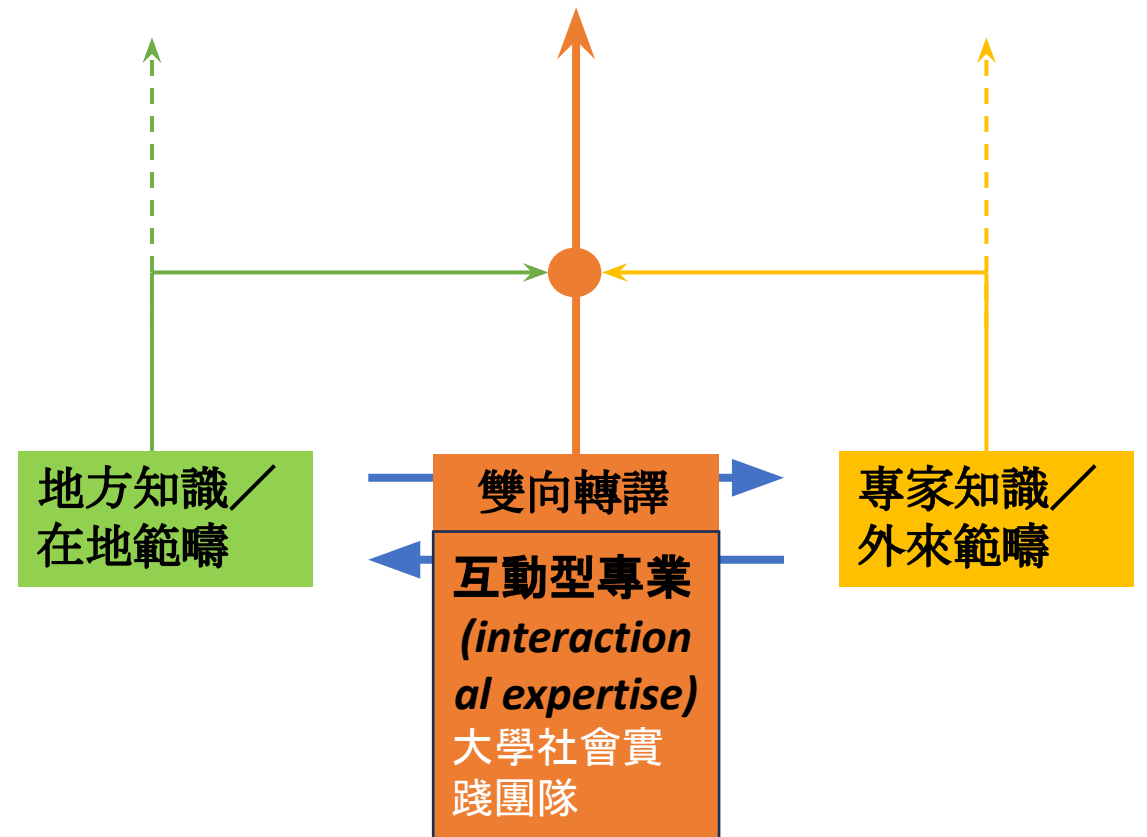 地方知識／
在地範疇
雙向轉譯
互動型專業
(interaction
al expertise)
大學社會實
踐團隊
專家知識／
外來範疇